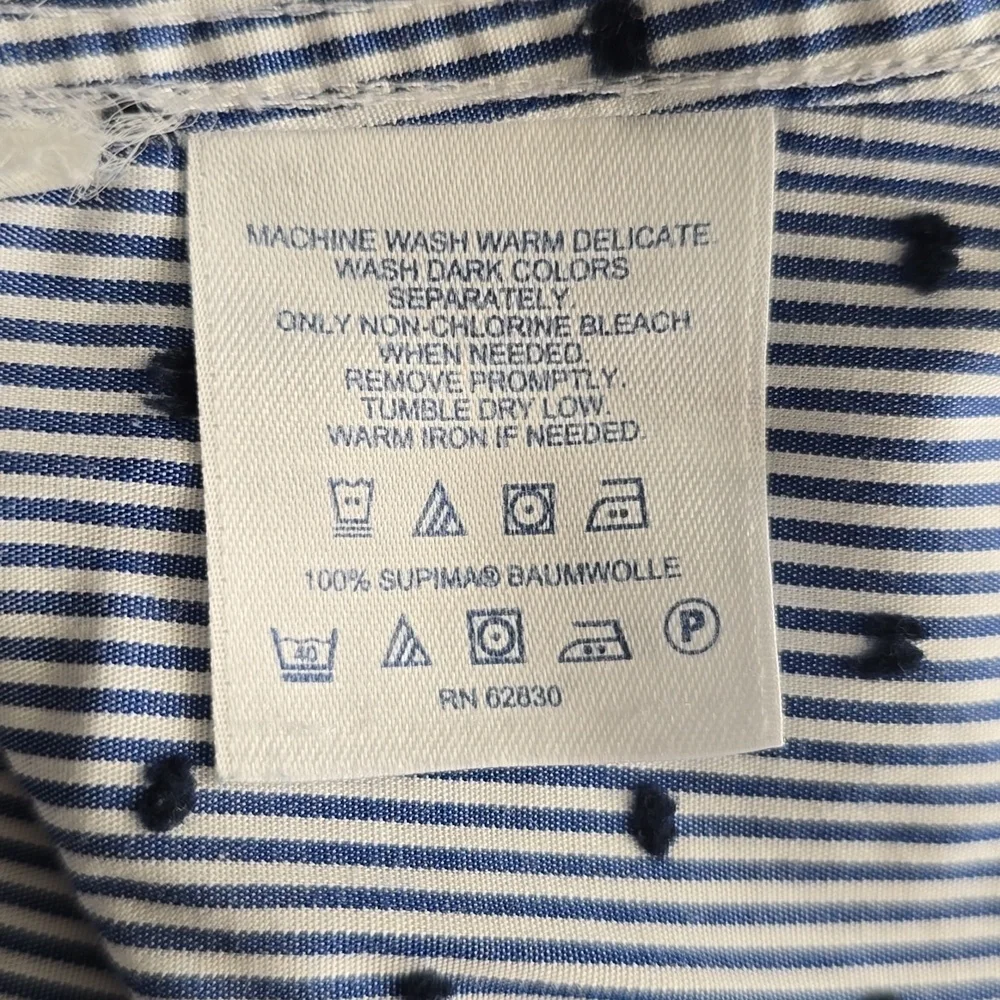 MACHINE WASH WARM DELICATE.
WASH DARK COLORS
SEPARATELY.
ONLY NON-CHLORINE BLEACH
WHEN NEEDED.
REMOVE PROMPTLY.
TUMBLE DRY LOW.
WARM IRON IF NEEDED.
100% SUPIMA® BAUMWOLLE
40 P
RN 62830